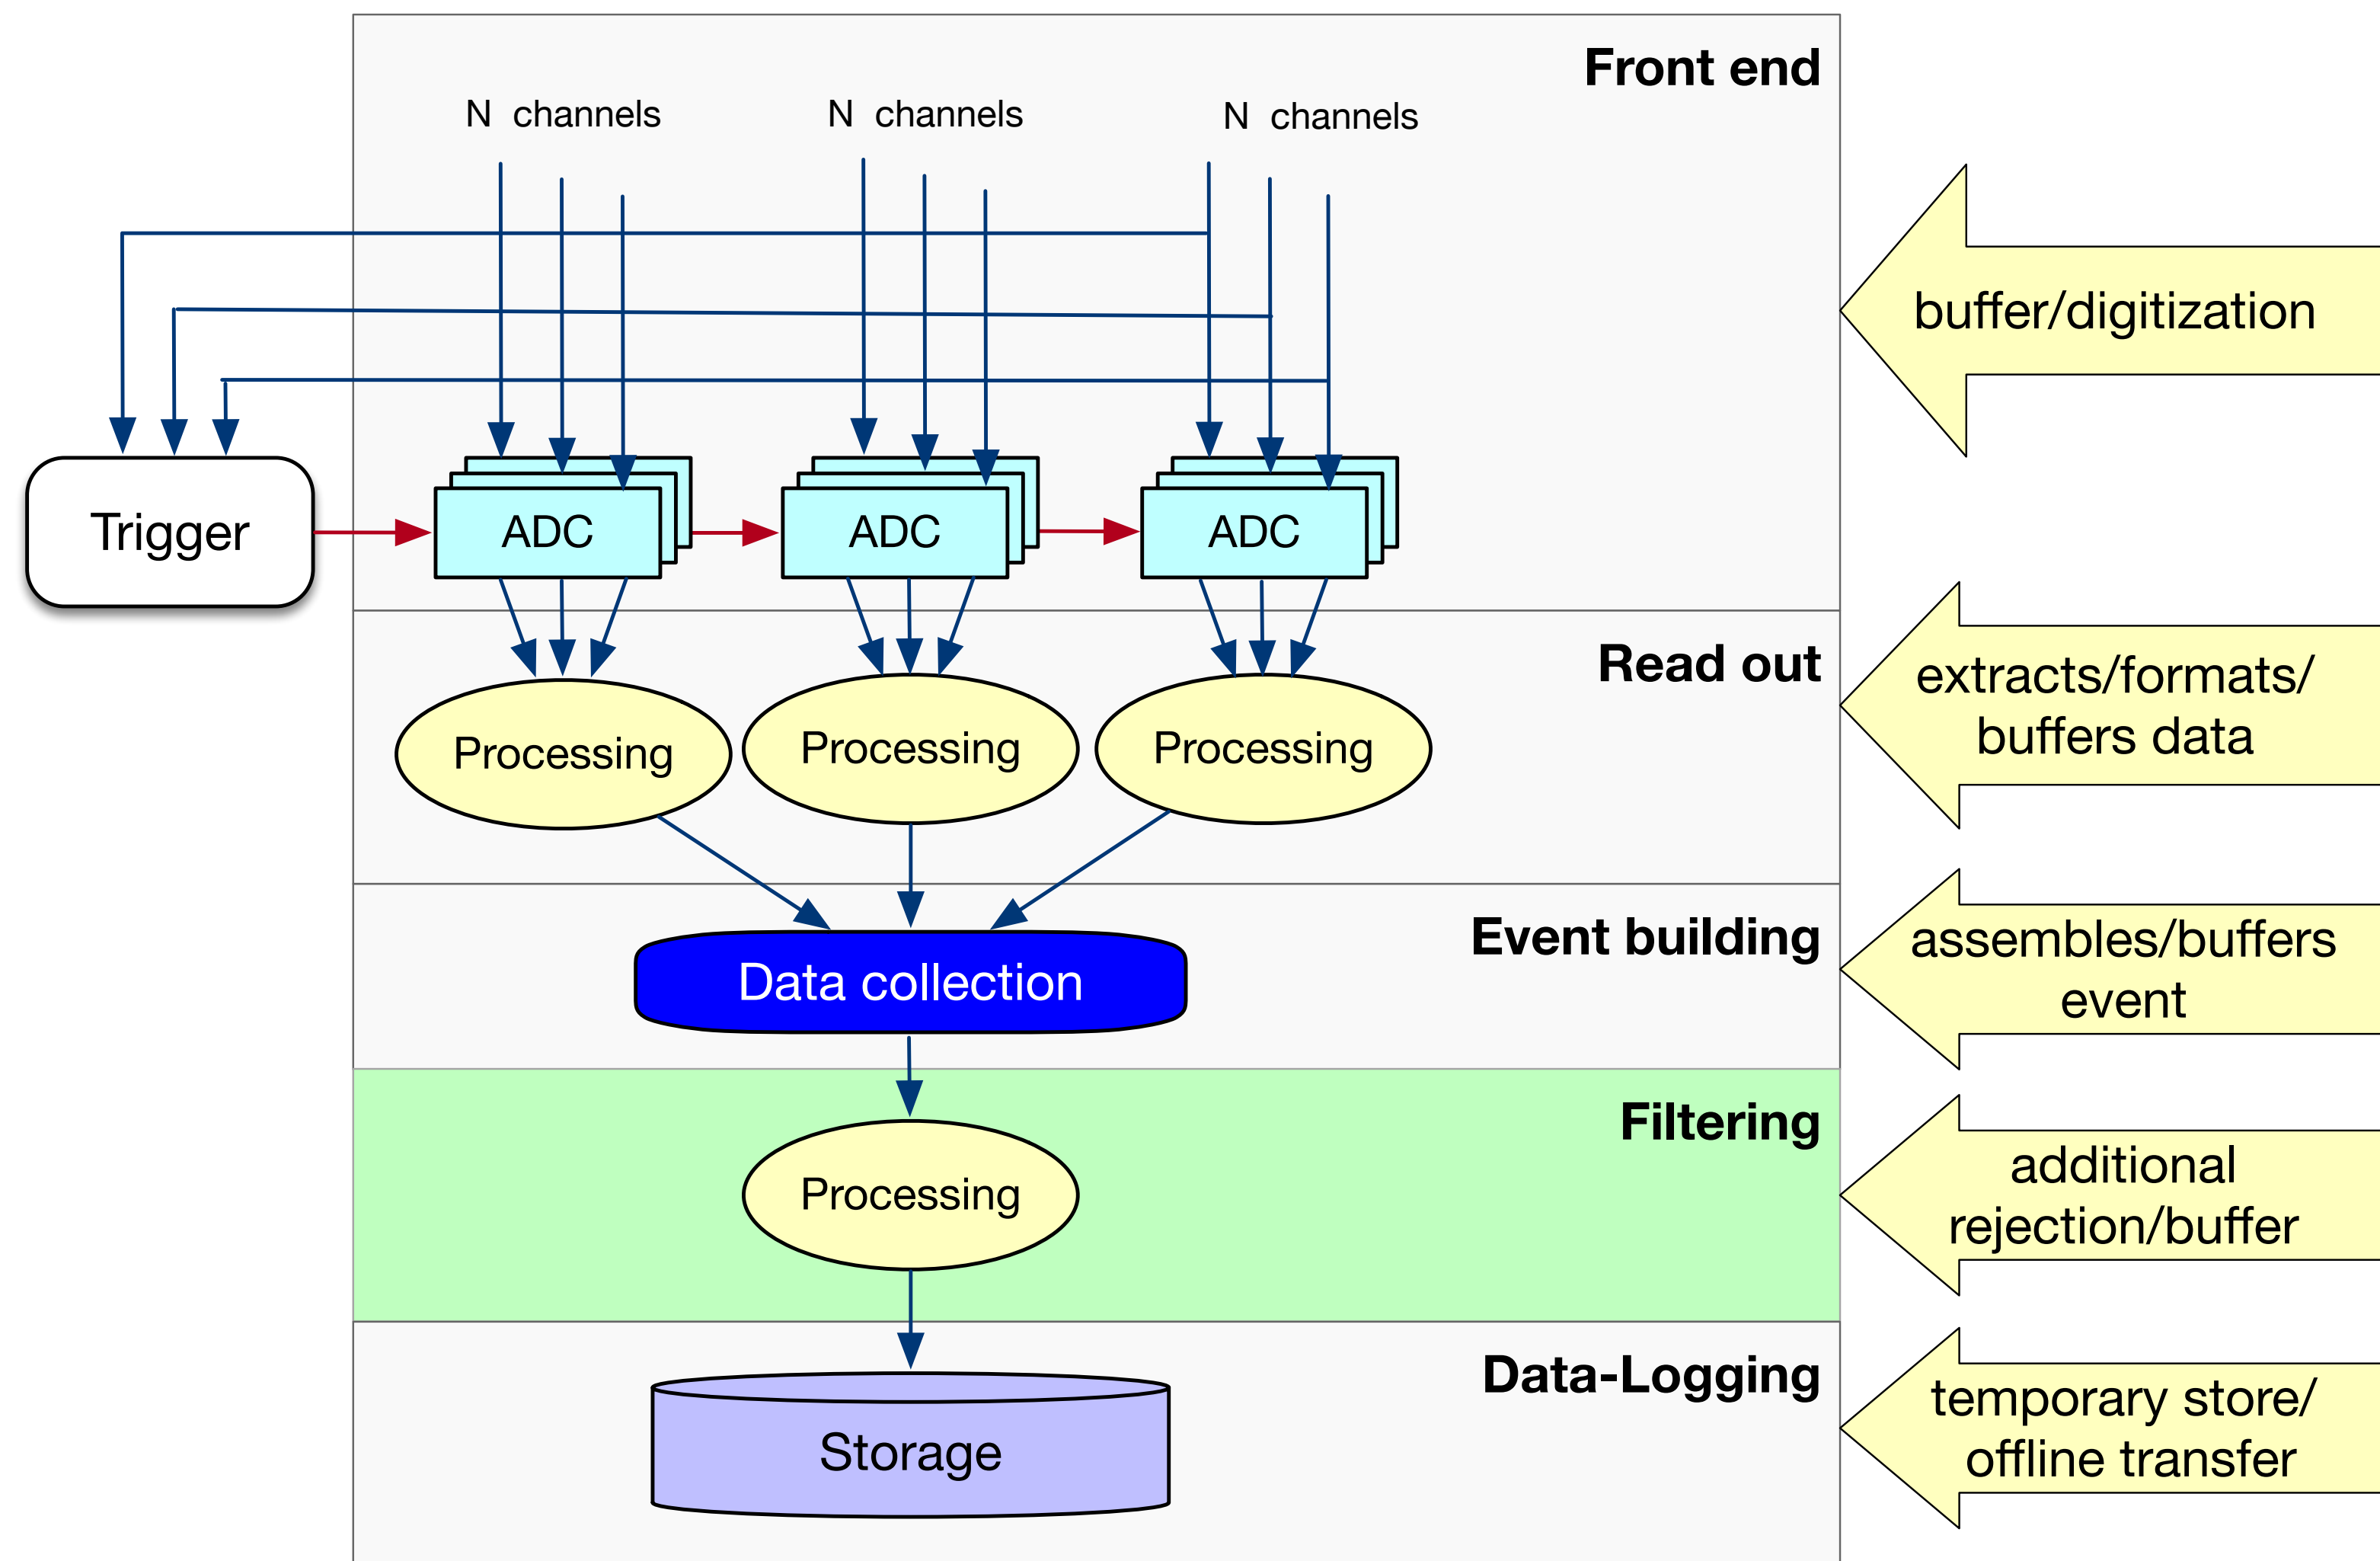 Front end
N channels
N channels
N channels
buffer/digitization
Trigger
ADC
ADC
ADC
Read out
extracts/formats/
buffers data
Processing
Processing
Processing
Event building
assembles/buffers
event
Data collection
Filtering
additional
rejection/buffer
Processing
Data-Logging
temporary store/
offline transfer
Storage